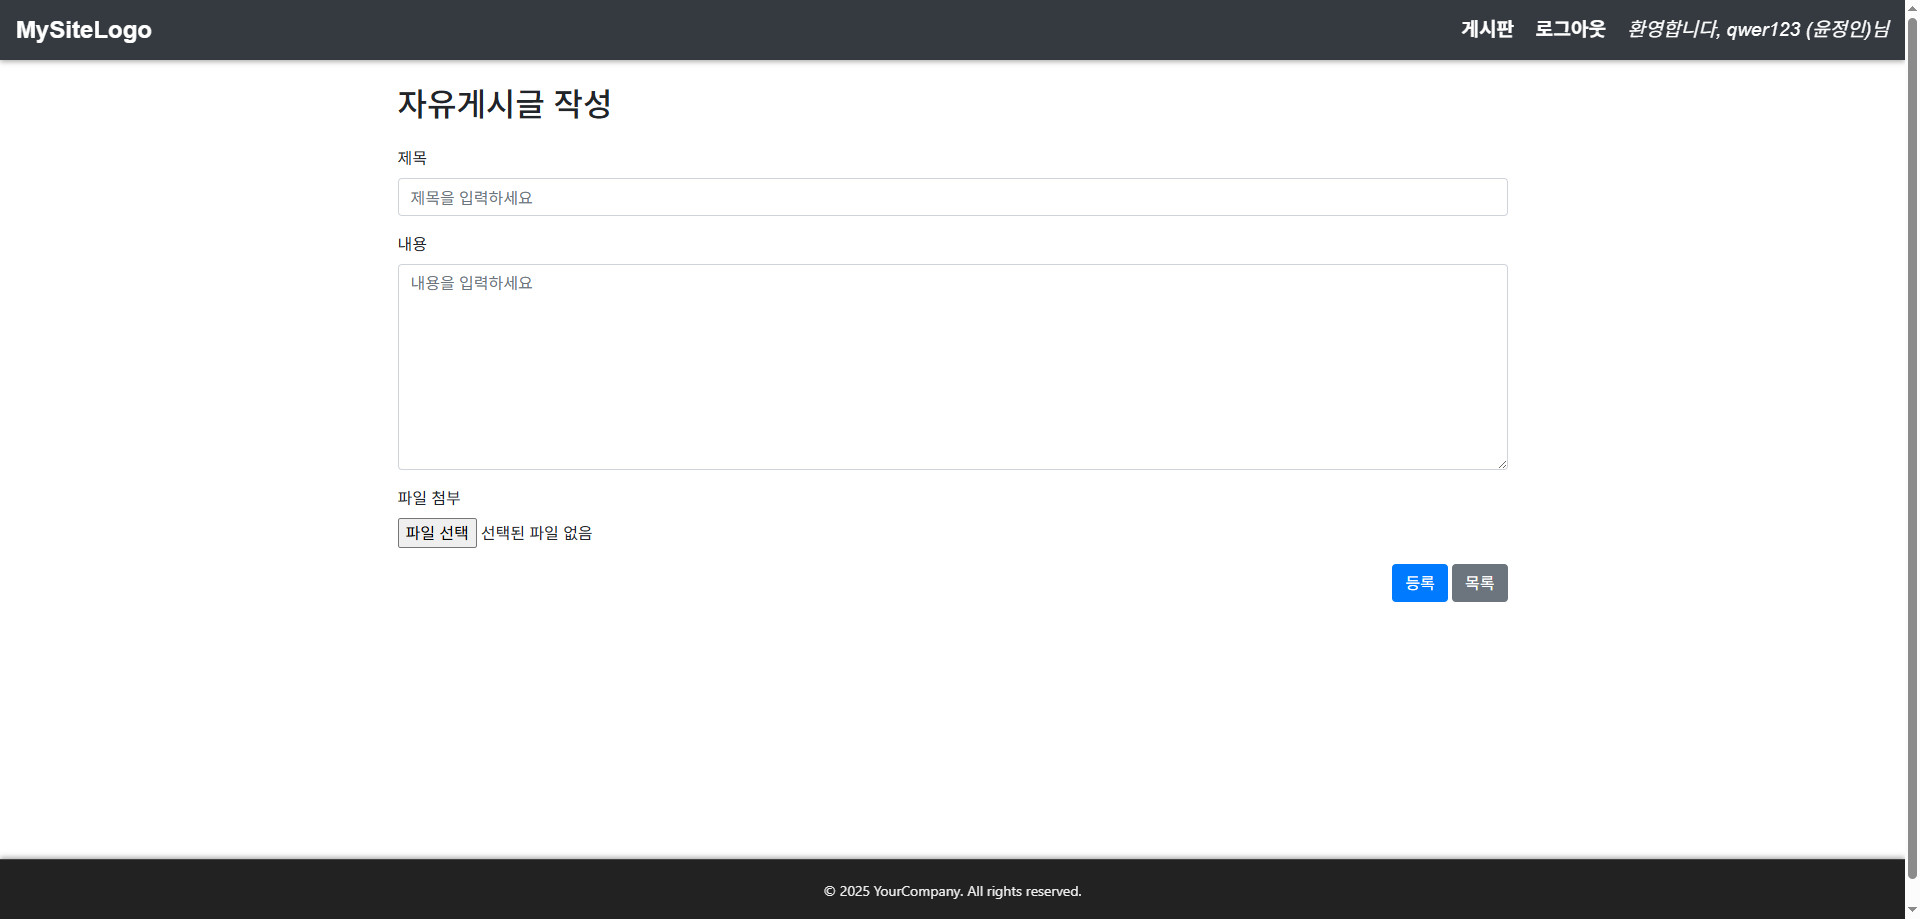 MySiteLogo
게시판 로그아웃 환영합니다, qwer123 (윤정인)님
자유게시글 작성
제목
제목을 입력하세요
내용
내용을 입력하세요
파일 첨부
파일 선택 선택된 파일 없음
등록 목록
© 2025 YourCompany. All rights reserved.